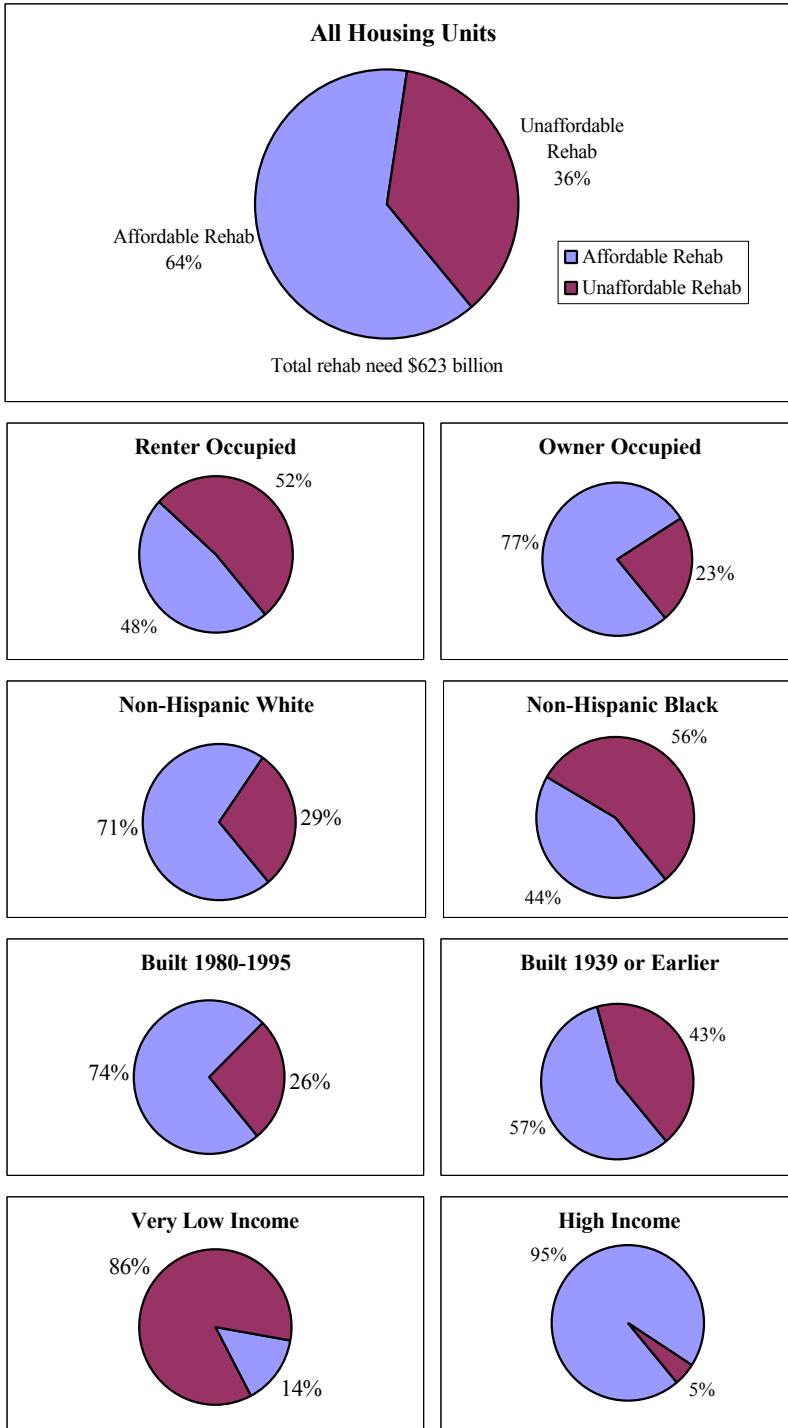 All Housing Units
Unaffordable
Rehab
36%
Affordable Rehab
64%
Affordable Rehab
Unaffordable Rehab
Total rehab need $623 billion
Renter Occupied
52%
48%
Owner Occupied
77%
23%
Non-Hispanic White
71%
29%
Non-Hispanic Black
56%
44%
Built 1980-1995
74%
26%
Built 1939 or Earlier
43%
57%
Very Low Income
86%
14%
High Income
95%
5%